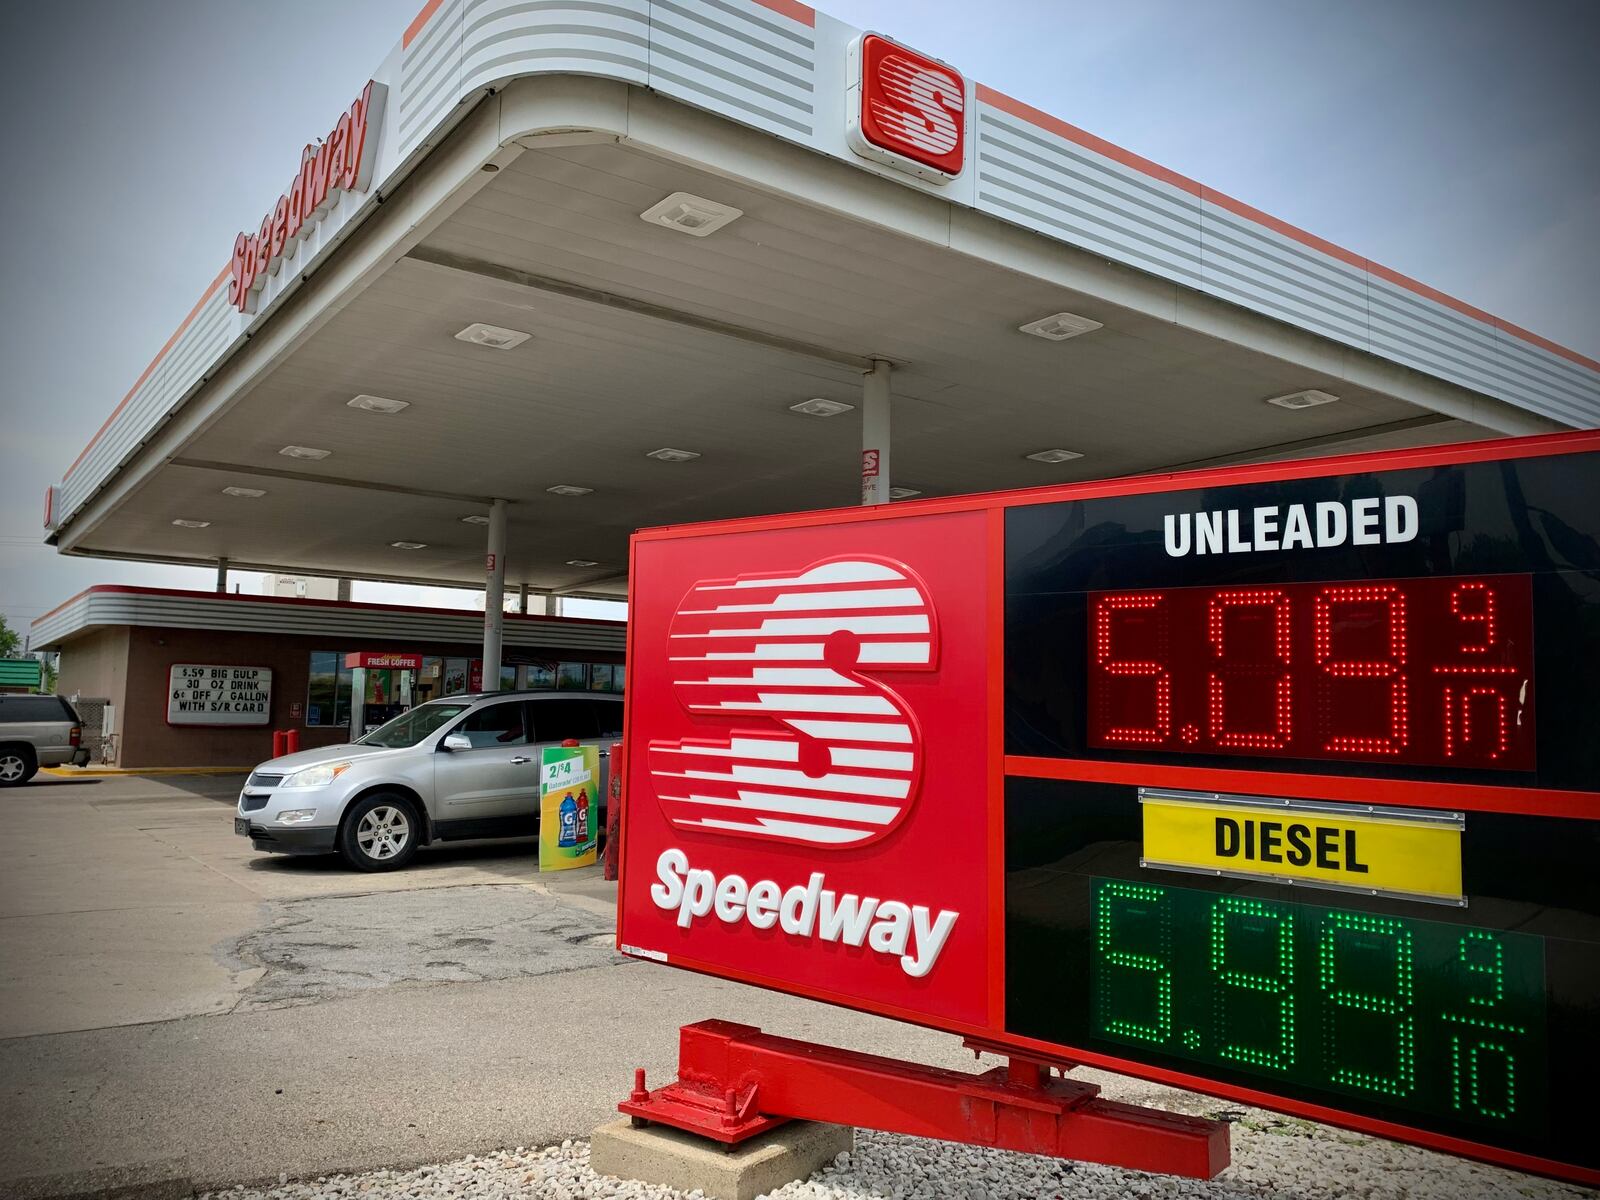 Speedway
S
FRESH COFFEE
$.59 BIG GULP
30 OZ DRINK
6¢ OFF / GALLON
WITH S/R CARD
2/$4
G
G
S
Speedway
UNLEADED
5.09 9/10
DIESEL
5.99 9/10